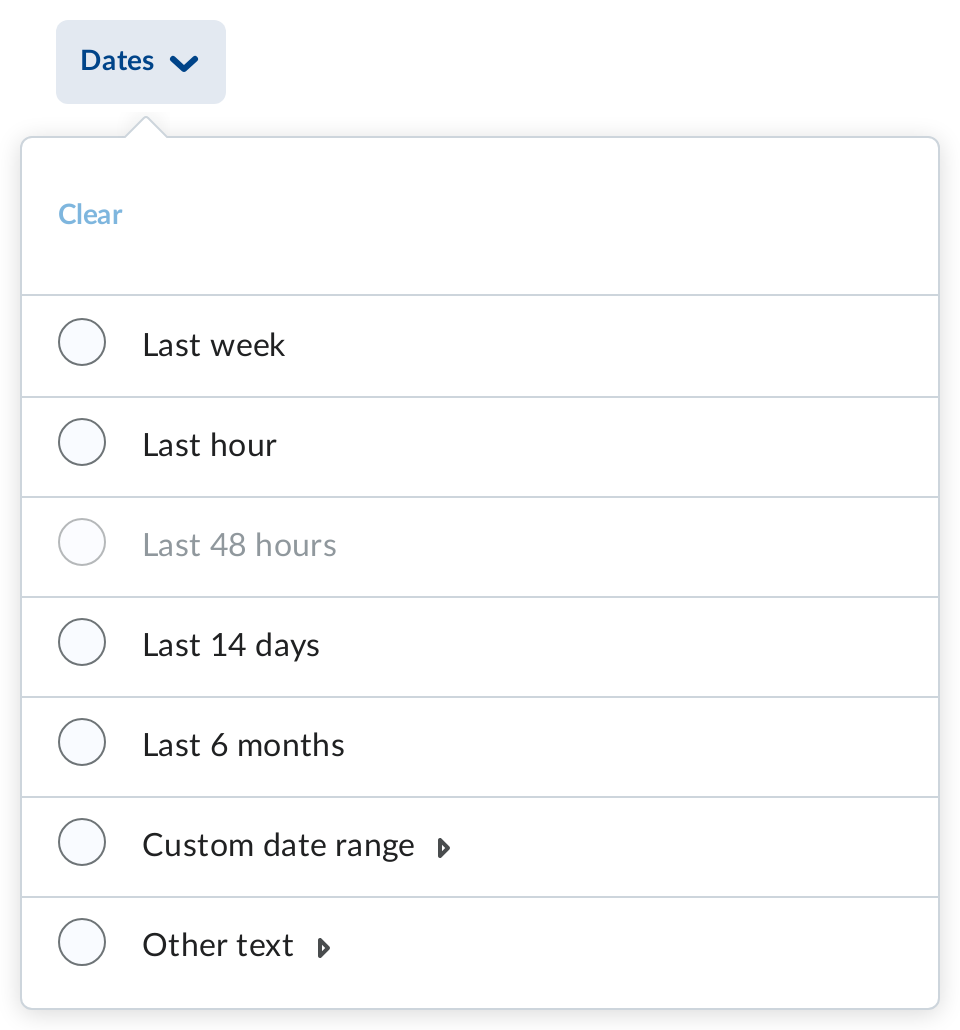 Dates
Clear
Last week
Last hour
Last 48 hours
Last 14 days
Last 6 months
Custom date range
Other text